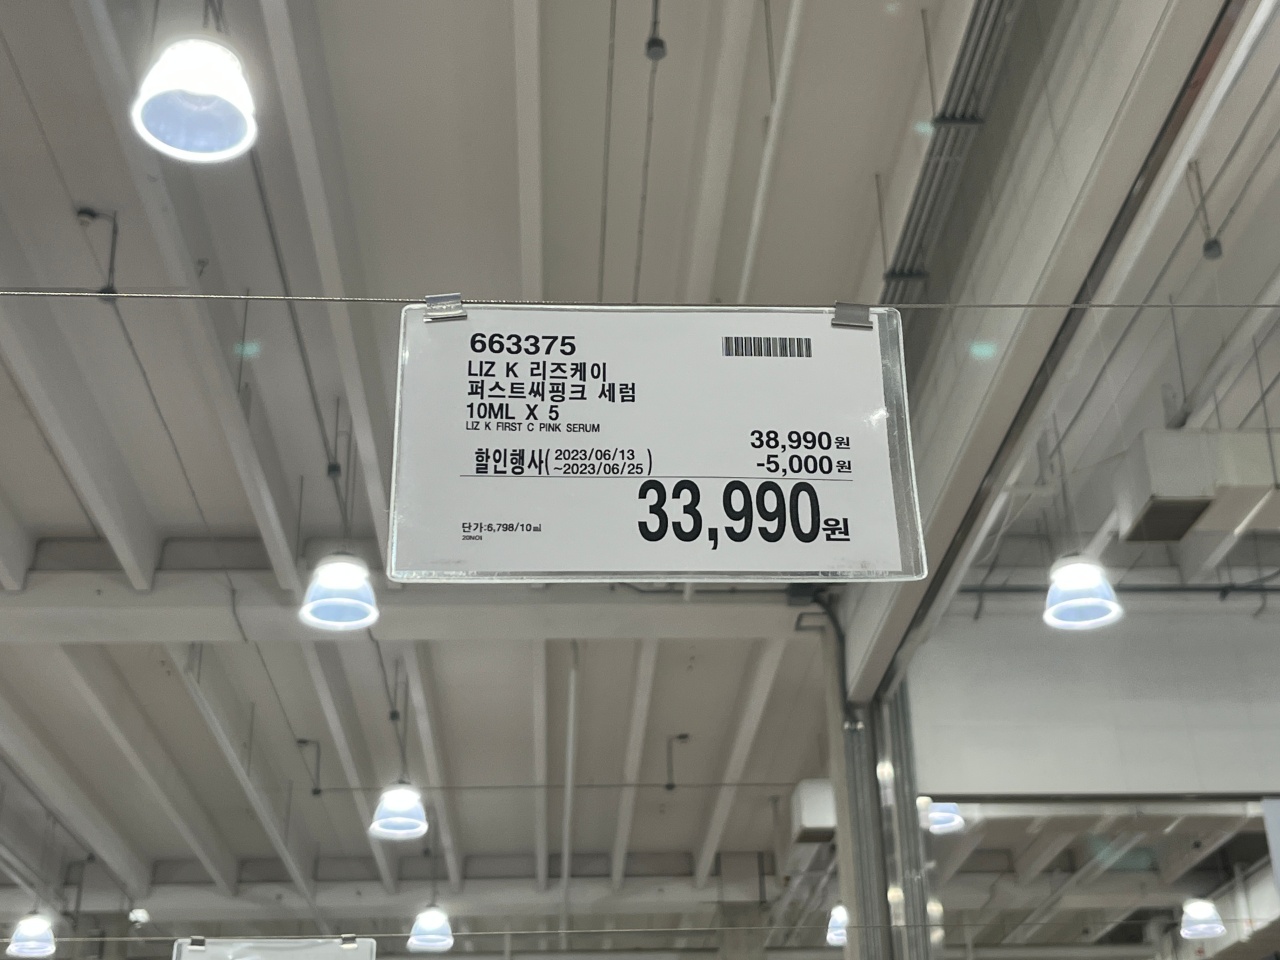 663375
LIZ K 리즈케이
퍼스트씨핑크 세럼
10ML X 5
LIZ K FIRST C PINK SERUM
38,990원
할인행사( 2023/06/13 ~2023/06/25 )
-5,000원
33,990원
단가:6,798/10㎖